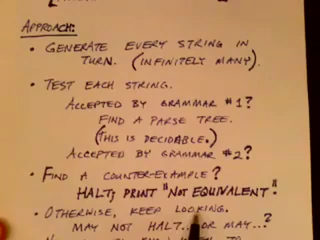 APPROACH:
• GENERATE EVERY STRING IN
TURN. (INFINITELY MANY).
• TEST EACH STRING.
ACCEPTED BY GRAMMAR #1?
FIND A PARSE TREE.
(THIS IS DECIDABLE.)
ACCEPTED BY GRAMMAR #2?
• FIND A COUNTER-EXAMPLE?
HALT; PRINT "NOT EQUIVALENT!"
• OTHERWISE, KEEP LOOKING.
MAY NOT HALT... OR MAY...?